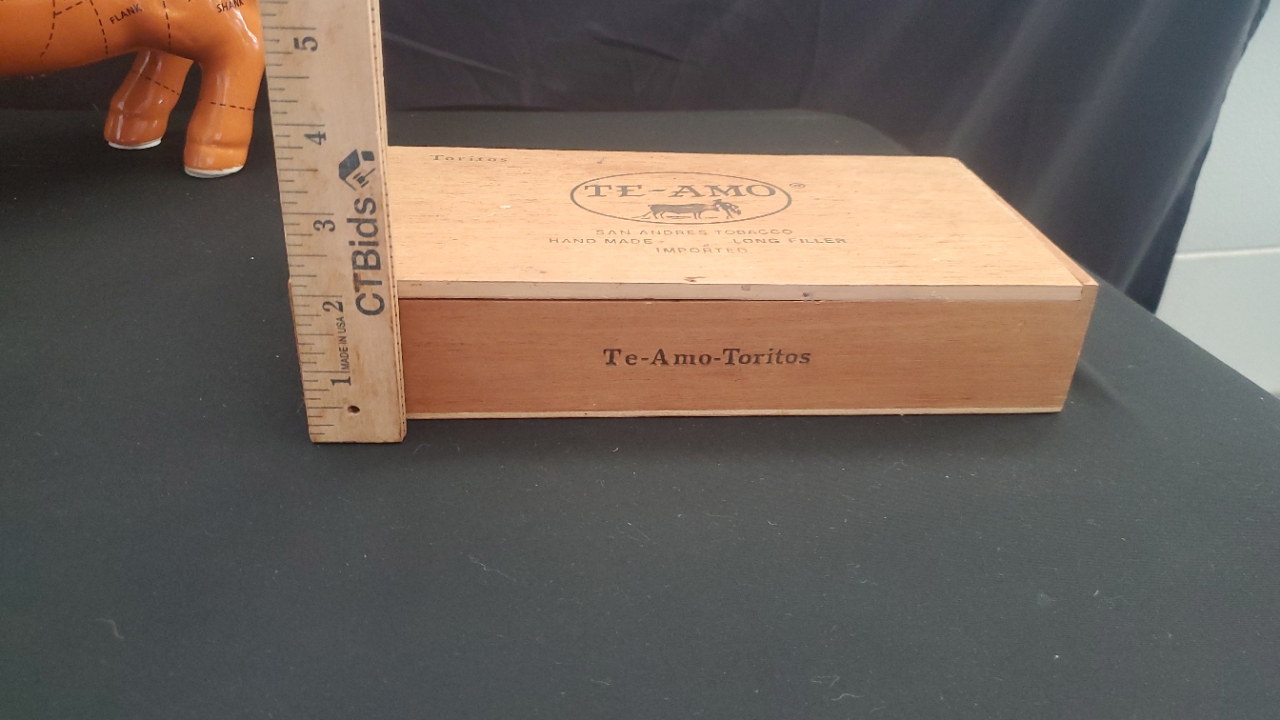 FLANK
SHANK
5
4
3
2
1
CTBids
MADE IN USA
Toritos
TE-AMO®
SAN ANDRES TOBACCO
HAND MADE - LONG FILLER
IMPORTED
Te-Amo-Toritos